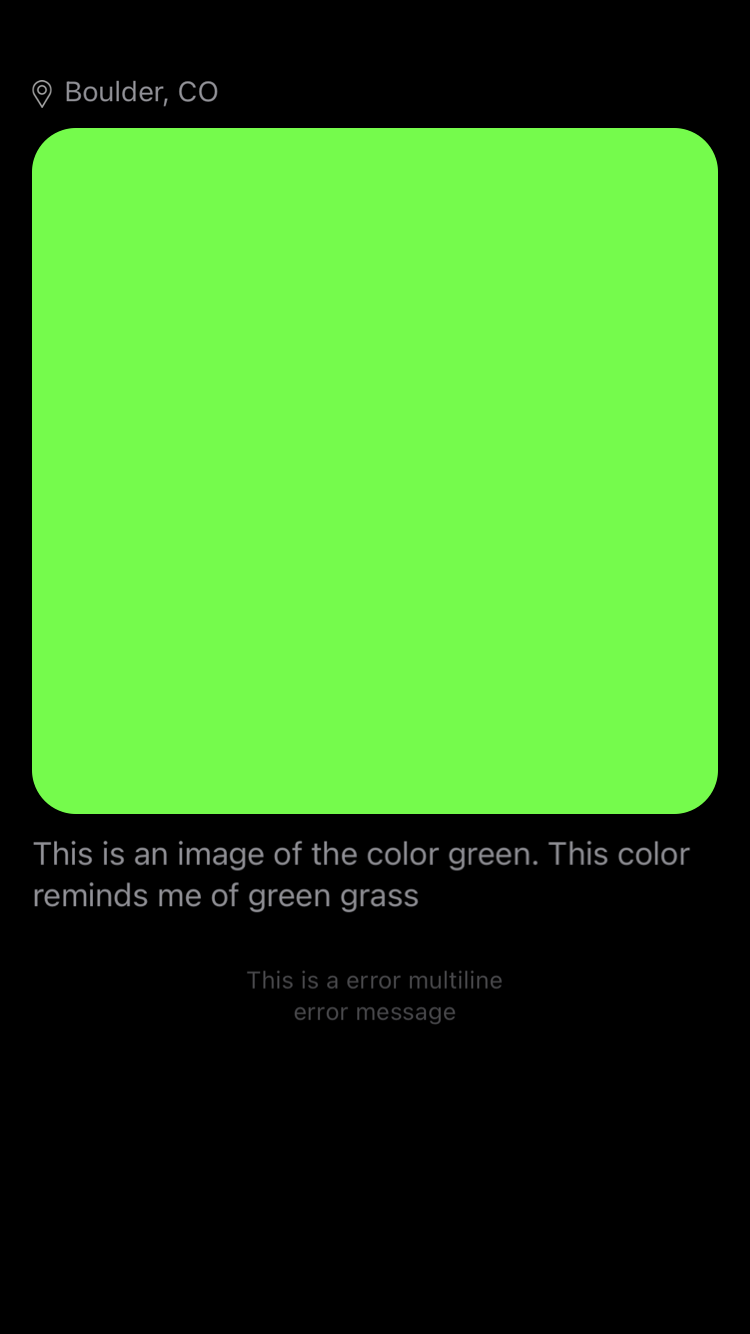 Boulder, CO
This is an image of the color green. This color
reminds me of green grass
This is a error multiline
error message